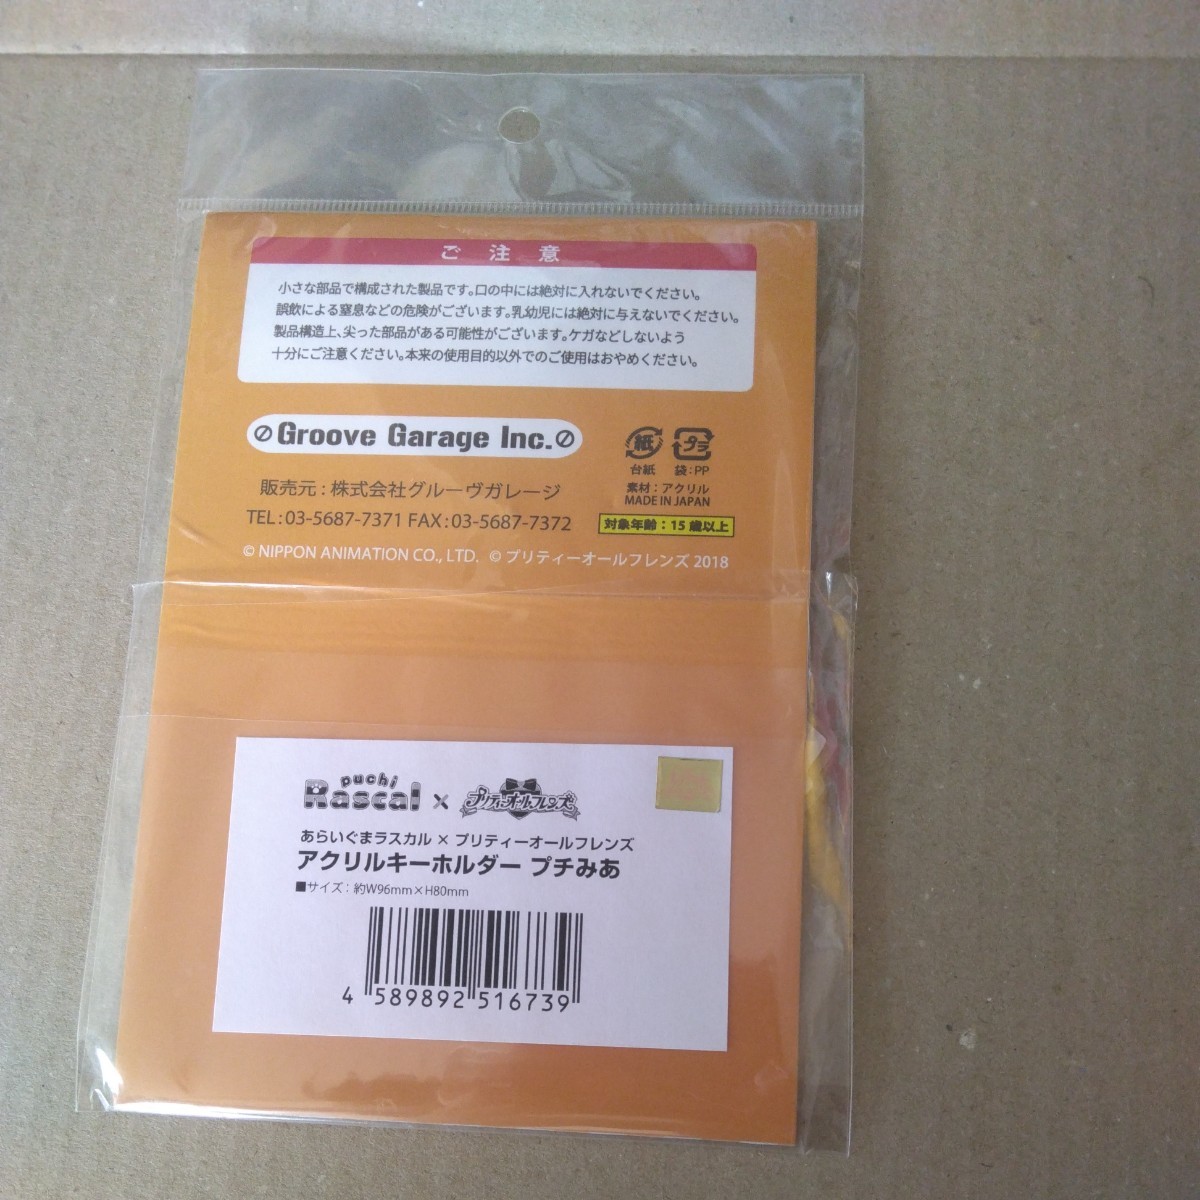 ご注意
小さな部品で構成された製品です。口の中には絶対に入れないでください。
誤飲による窒息などの危険がございます。乳幼児には絶対に与えないでください。
製品構造上、尖った部品がある可能性がございます。ケガなどしないよう
十分にご注意ください。本来の使用目的以外でのご使用はおやめください。
Groove Garage Inc.
紙 プラ
台紙 袋:PP
素材:アクリル
MADE IN JAPAN
販売元:株式会社グルーヴガレージ
TEL:03-5687-7371 FAX:03-5687-7372
対象年齢:15歳以上
© NIPPON ANIMATION CO., LTD. © プリティーオールフレンズ 2018
puchi
Rascal × プリティーオールフレンズ
あらいぐまラスカル × プリティーオールフレンズ
アクリルキーホルダー プチみあ
■サイズ:約W96mm×H80mm
4 589892 516739